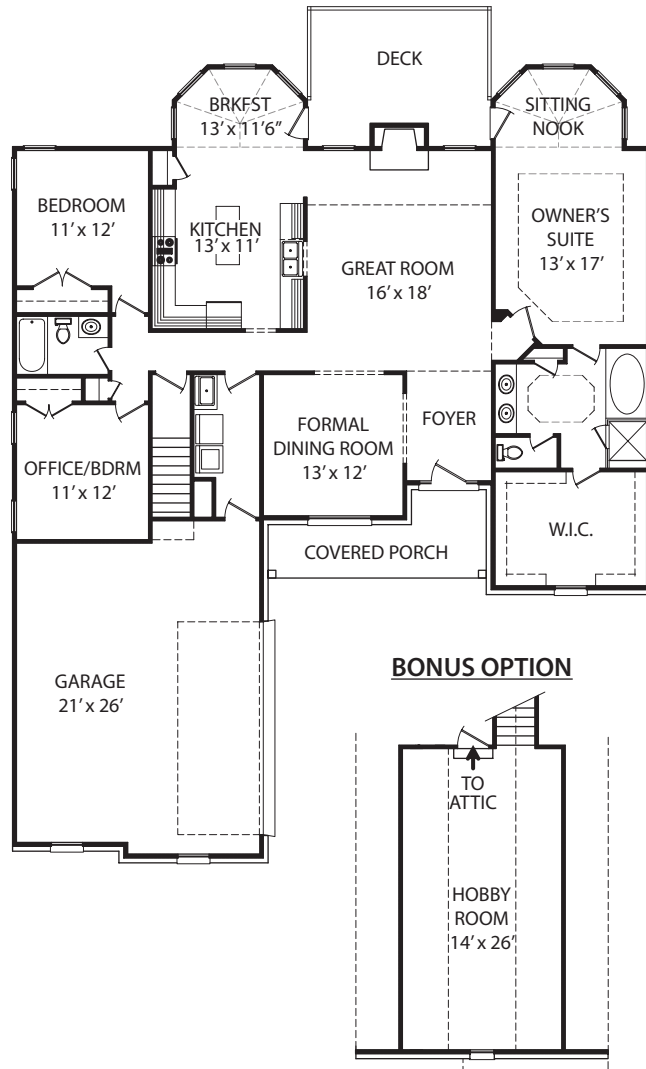 DECK
BRKFST
13’ x 11’6”
SITTING
NOOK
BEDROOM
11’ x 12’
KITCHEN
13’ x 11’
GREAT ROOM
16’ x 18’
OWNER’S
SUITE
13’ x 17’
OFFICE/BDRM
11’ x 12’
FORMAL
DINING ROOM
13’ x 12’
FOYER
W.I.C.
COVERED PORCH
GARAGE
21’ x 26’
BONUS OPTION
TO
ATTIC
HOBBY
ROOM
14’ x 26’